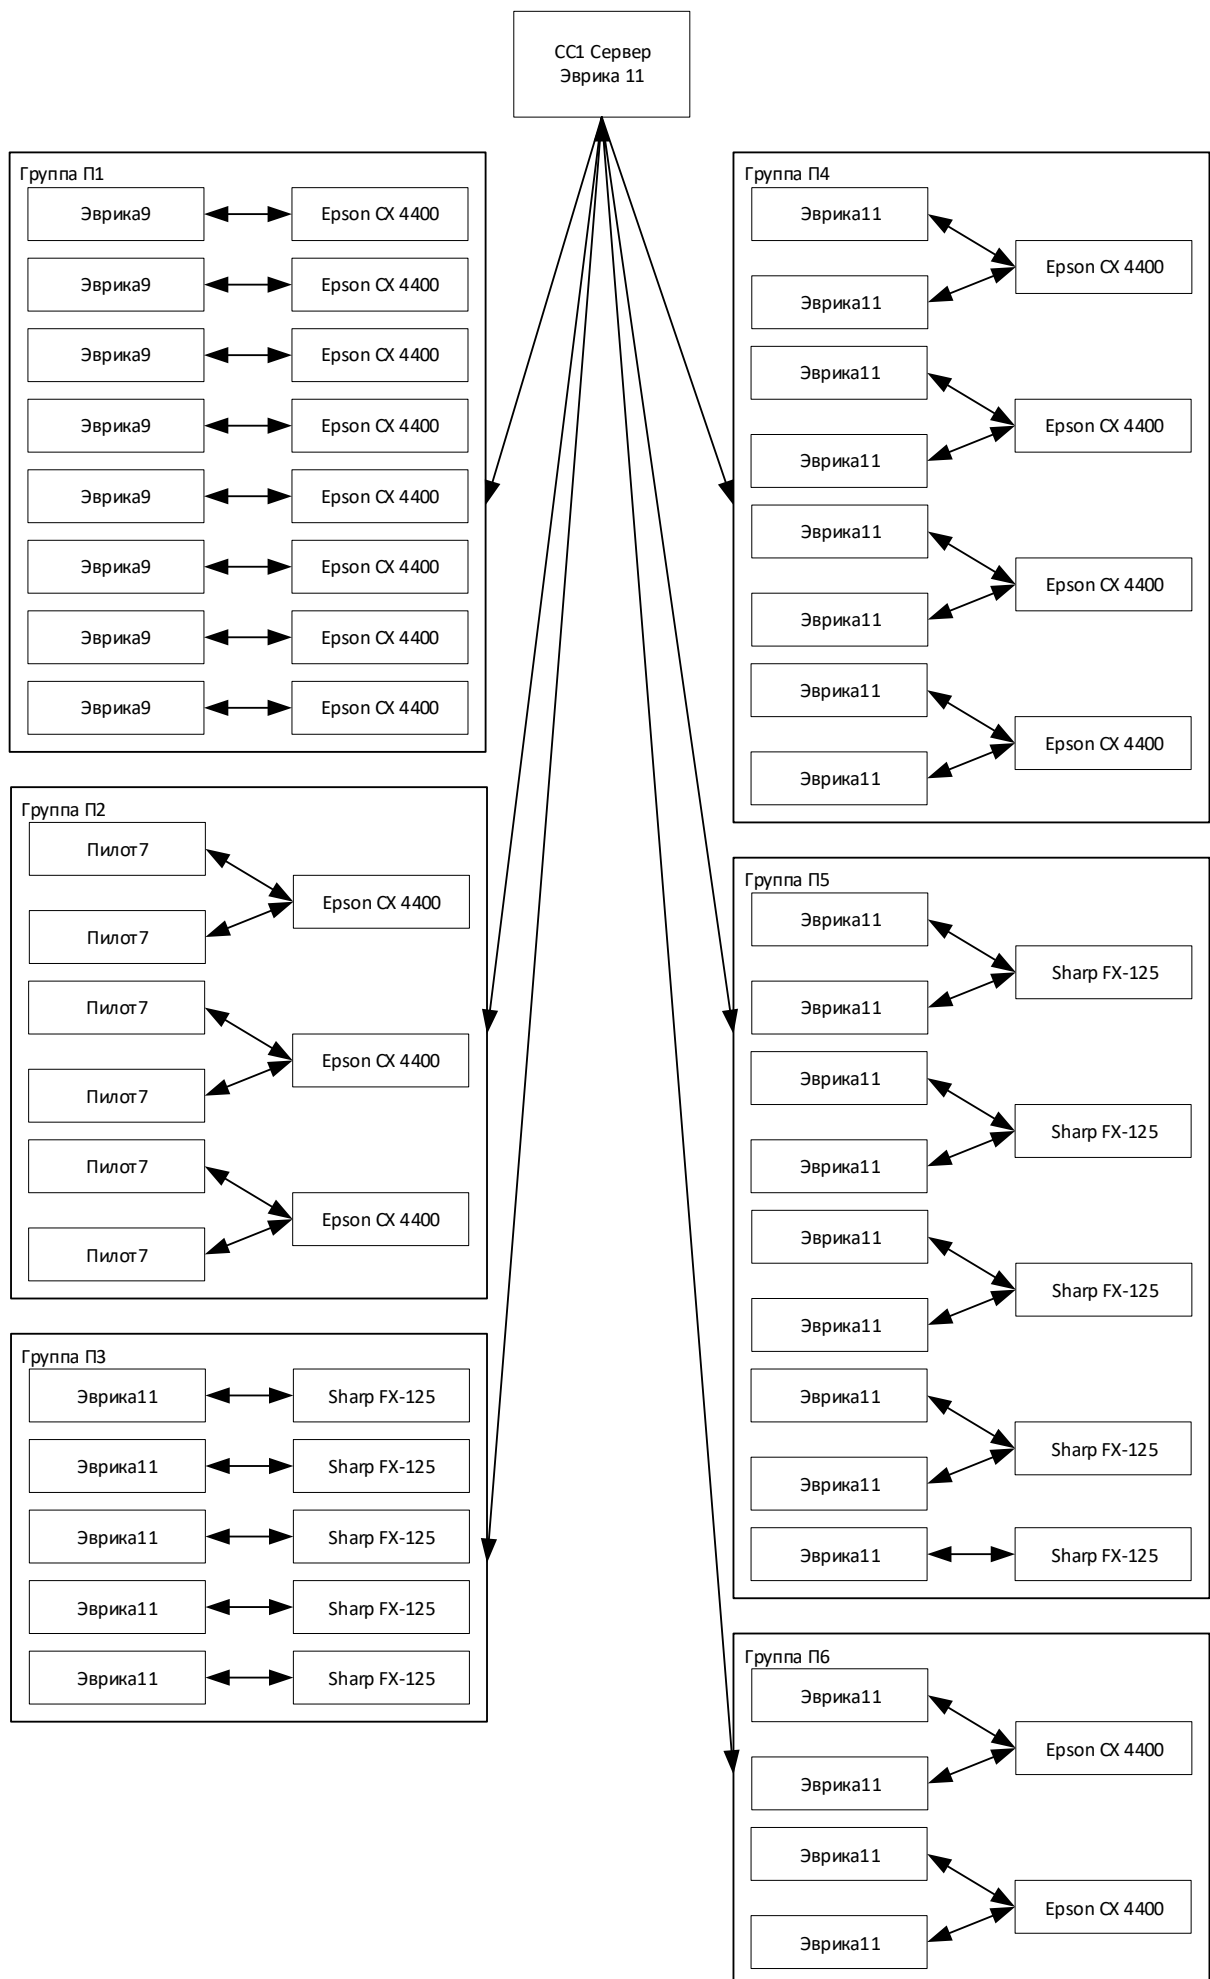 СС1 Сервер
Эврика 11
Группа П1
Эврика9
Epson CX 4400
Эврика9
Epson CX 4400
Эврика9
Epson CX 4400
Эврика9
Epson CX 4400
Эврика9
Epson CX 4400
Эврика9
Epson CX 4400
Эврика9
Epson CX 4400
Эврика9
Epson CX 4400
Группа П2
Пилот7
Epson CX 4400
Пилот7
Пилот7
Epson CX 4400
Пилот7
Пилот7
Epson CX 4400
Пилот7
Группа П3
Эврика11
Sharp FX-125
Эврика11
Sharp FX-125
Эврика11
Sharp FX-125
Эврика11
Sharp FX-125
Эврика11
Sharp FX-125
Группа П4
Эврика11
Epson CX 4400
Эврика11
Эврика11
Epson CX 4400
Эврика11
Эврика11
Epson CX 4400
Эврика11
Эврика11
Epson CX 4400
Эврика11
Группа П5
Эврика11
Sharp FX-125
Эврика11
Эврика11
Sharp FX-125
Эврика11
Эврика11
Sharp FX-125
Эврика11
Эврика11
Sharp FX-125
Эврика11
Эврика11
Sharp FX-125
Группа П6
Эврика11
Epson CX 4400
Эврика11
Эврика11
Epson CX 4400
Эврика11